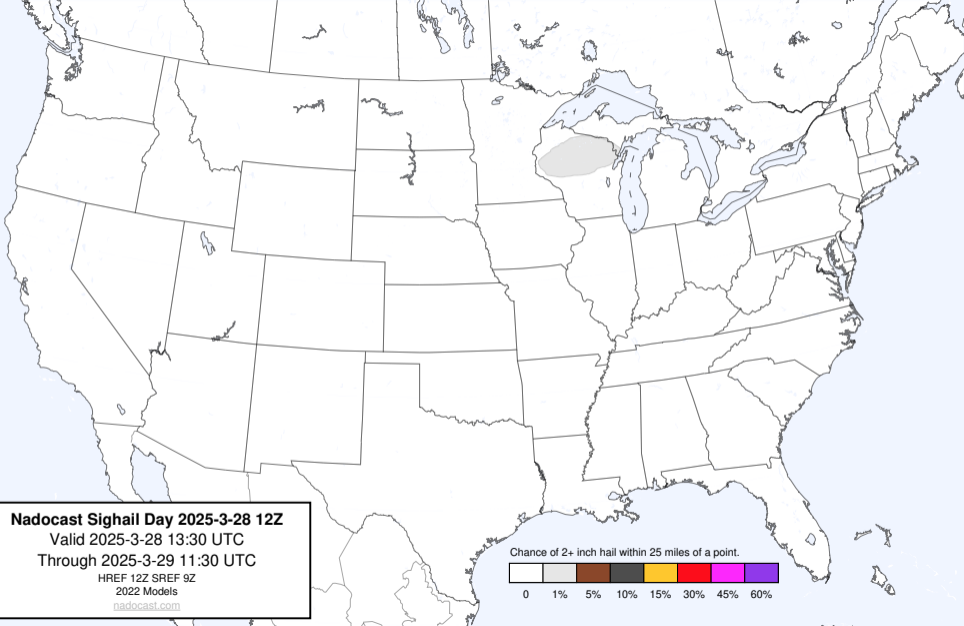 Nadocast Sighail Day 2025-3-28 12Z
Valid 2025-3-28 13:30 UTC
Through 2025-3-29 11:30 UTC
HREF 12Z SREF 9Z
2022 Models
nadocast.com
Chance of 2+ inch hail within 25 miles of a point.
0 1% 5% 10% 15% 30% 45% 60%